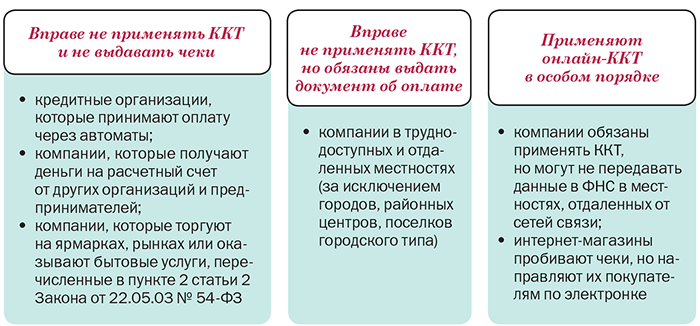 Вправе не применять ККТ
и не выдавать чеки
• кредитные организации,
которые принимают оплату
через автоматы;
• компании, которые получают
деньги на расчетный счет
от других организаций и пред-
принимателей;
• компании, которые торгуют
на ярмарках, рынках или ока-
зывают бытовые услуги, пере-
численные в пункте 2 статьи 2
Закона от 22.05.03 № 54-ФЗ
Вправе
не применять ККТ,
но обязаны выдать
документ об оплате
• компании в трудно-
доступных и отда-
ленных местностях
(за исключением
городов, районных
центров, поселков
городского типа)
Применяют
онлайн-ККТ
в особом порядке
• компании обязаны
применять ККТ,
но могут не передавать
данные в ФНС в мест-
ностях, отдаленных от
сетей связи;
• интернет-магазины
пробивают чеки, но на-
правляют их покупате-
лям по электронке